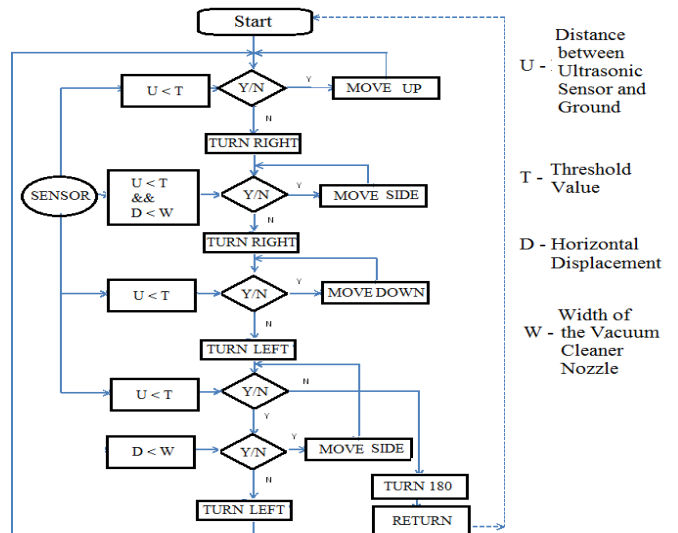 Start
U < T
Y/N
Y
MOVE UP
N
TURN RIGHT
SENSOR
U < T
&&
D < W
Y/N
Y
MOVE SIDE
N
TURN RIGHT
U < T
Y/N
Y
MOVE DOWN
N
TURN LEFT
U < T
Y/N
N
Y
D < W
Y/N
Y
MOVE SIDE
N
TURN LEFT
TURN 180
RETURN
U - Distance
between
Ultrasonic
Sensor and
Ground
T - Threshold
Value
D - Horizontal
Displacement
W - Width of
the Vacuum
Cleaner
Nozzle